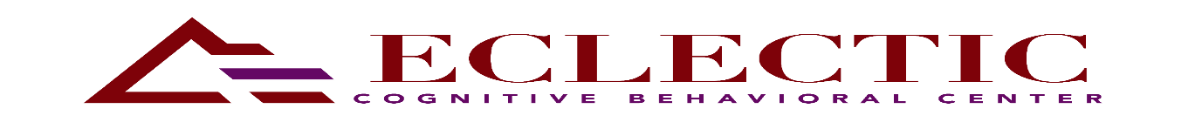 ECLECTIC
COGNITIVE BEHAVIORAL CENTER